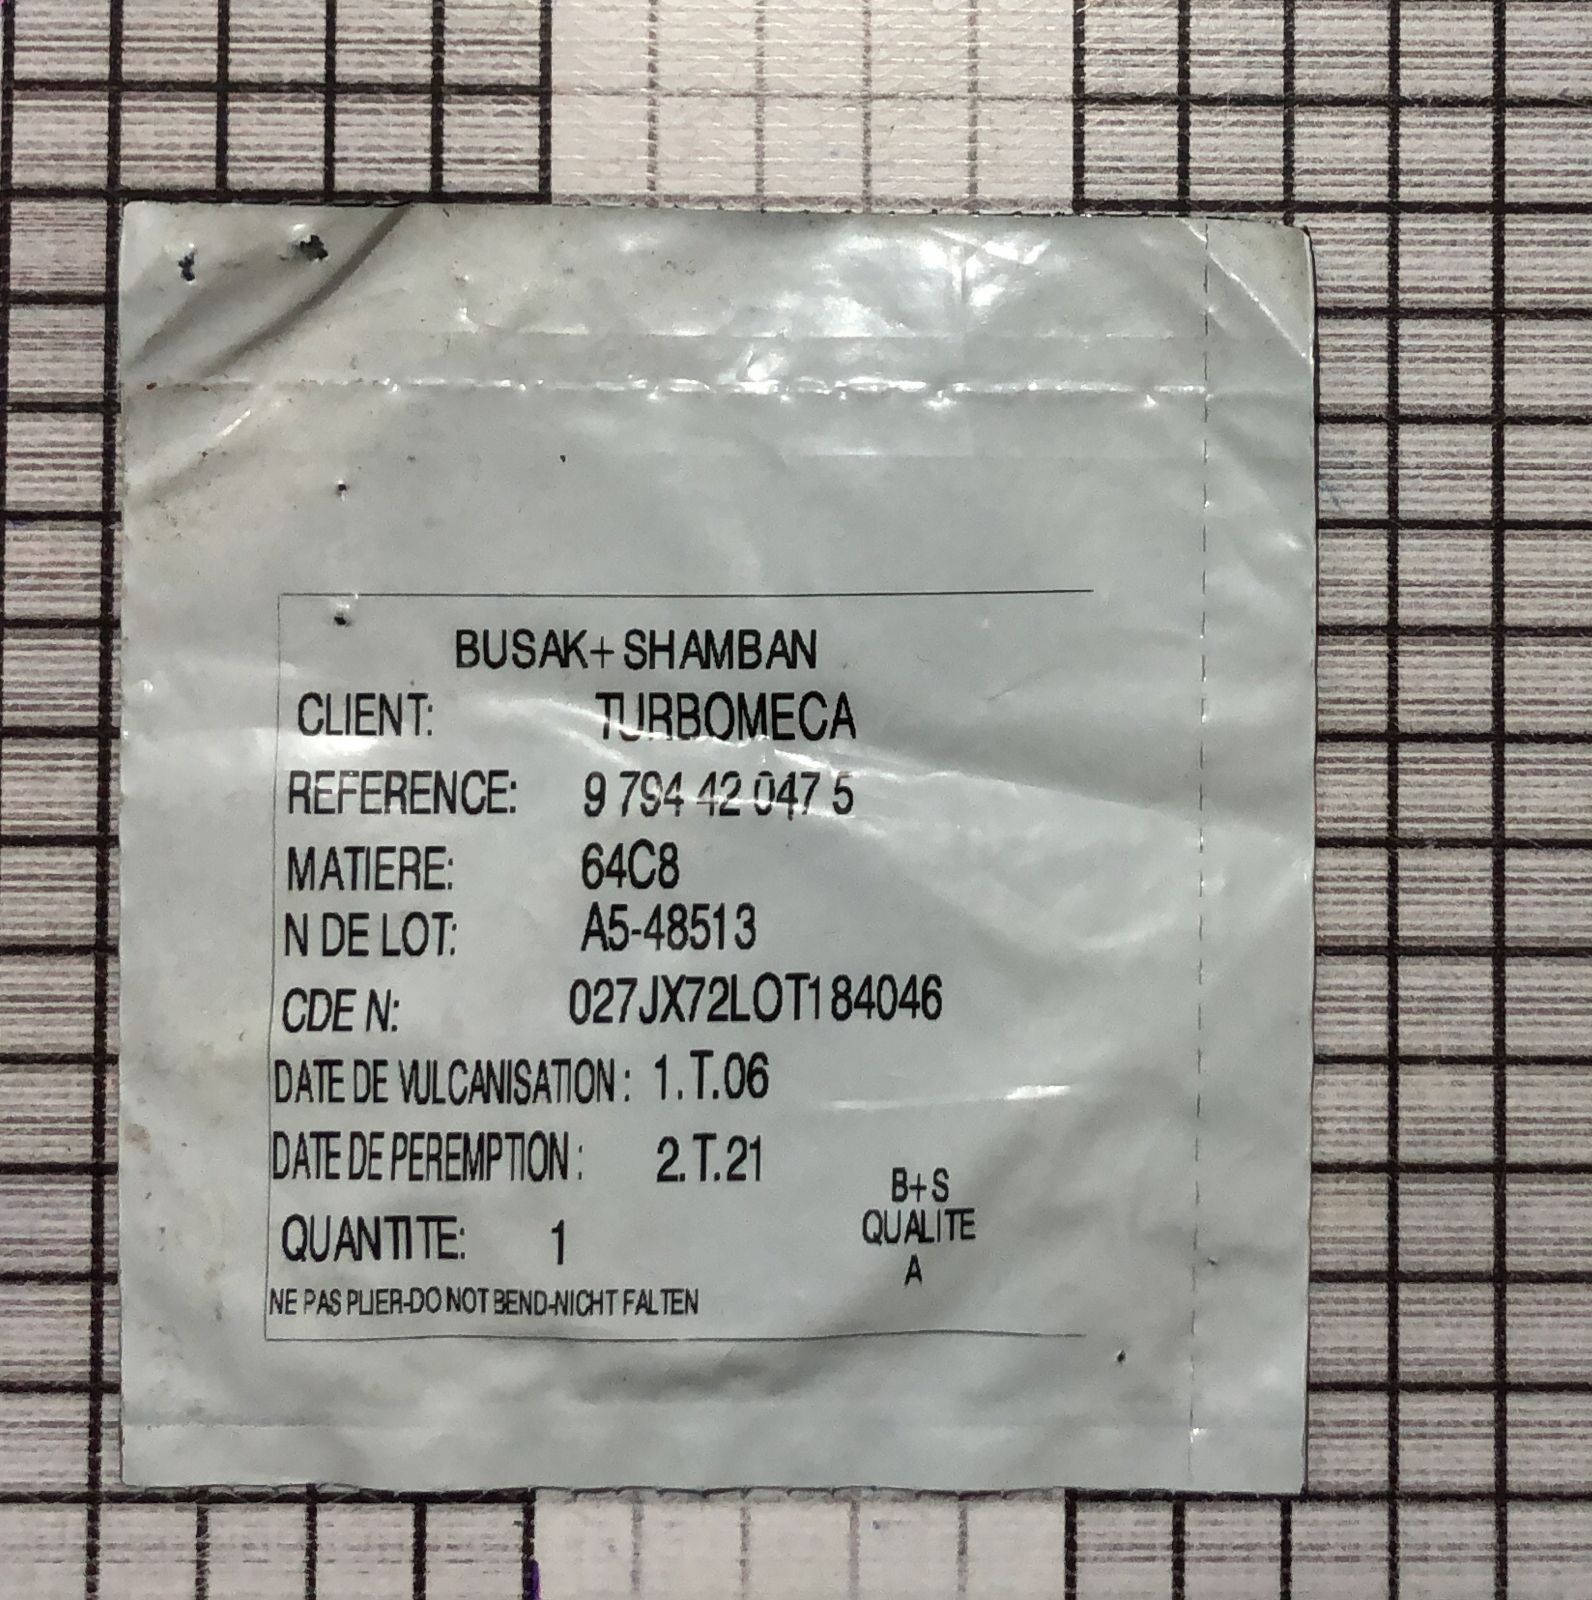 BUSAK+ SHAMBAN
CLIENT: TURBOMECA
REFERENCE: 9 794 42 047 5
MATIERE: 64C8
N DE LOT: A5-48513
CDE N: 027JX72LOT184046
DATE DE VULCANISATION : 1.T.06
DATE DE PEREMPTION : 2.T.21
QUANTITE: 1
B+S
QUALITE
A
NE PAS PLIER-DO NOT BEND-NICHT FALTEN